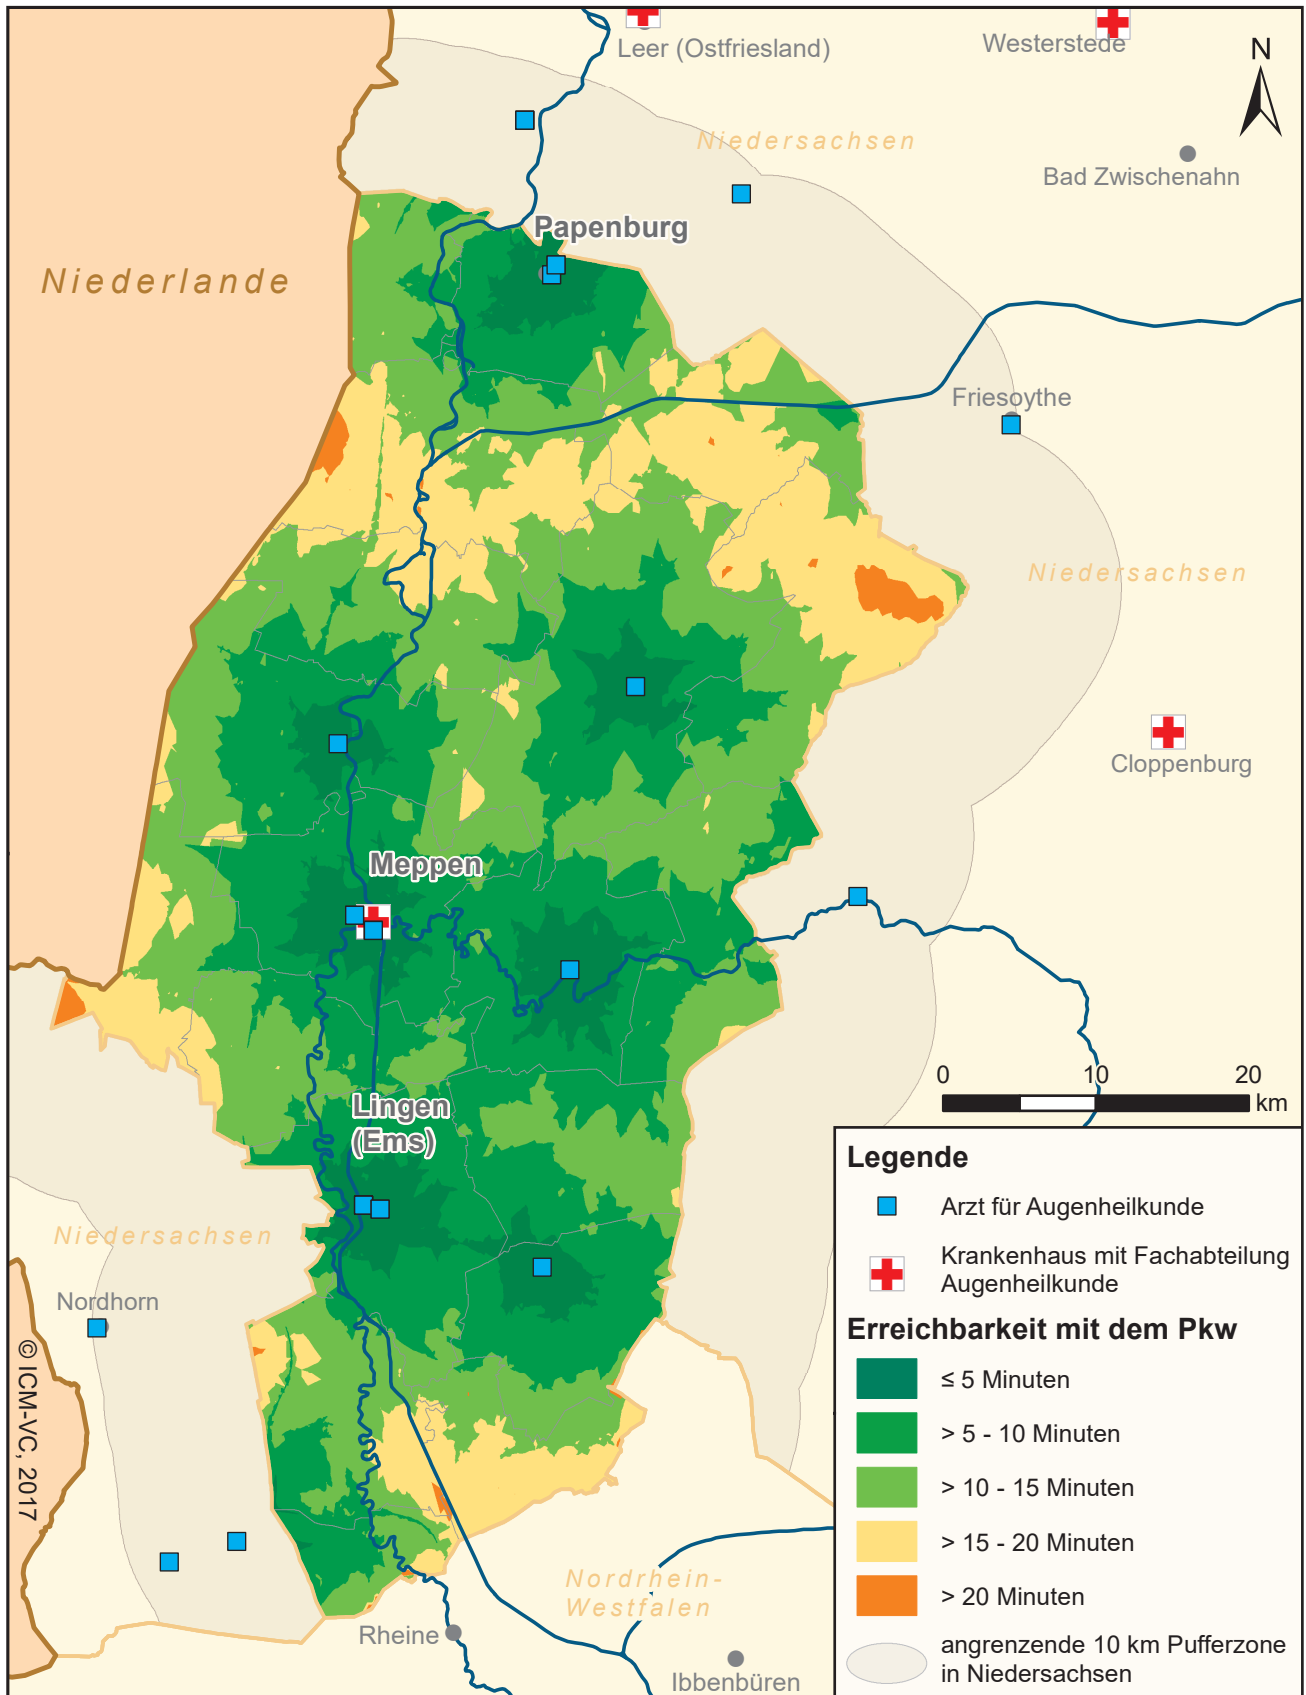 Leer (Ostfriesland)
Westerstede
N
Niedersachsen
Bad Zwischenahn
Papenburg
Niederlande
Friesoythe
Niedersachsen
Cloppenburg
Meppen
0 10 20
km
Lingen
(Ems)
Niedersachsen
Nordhorn
© ICM-VC, 2017
Nordrhein-
Westfalen
Rheine
Ibbenbüren
Legende
Arzt für Augenheilkunde
Krankenhaus mit Fachabteilung
Augenheilkunde
Erreichbarkeit mit dem Pkw
≤ 5 Minuten
> 5 - 10 Minuten
> 10 - 15 Minuten
> 15 - 20 Minuten
> 20 Minuten
angrenzende 10 km Pufferzone
in Niedersachsen